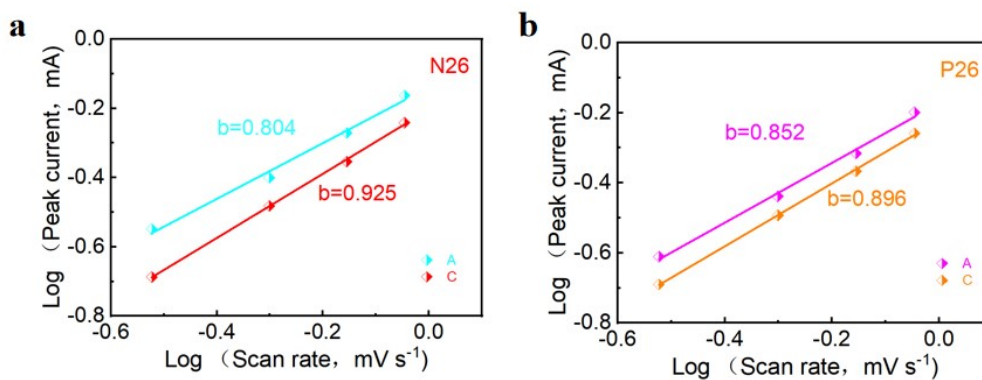 a
0.0
-0.2
-0.4
-0.6
-0.8
-0.6
-0.4
-0.2
0.0
Log （Peak current，mA）
Log （Scan rate，mV s⁻¹）
N26
b=0.804
b=0.925
A
C
b
0.0
-0.2
-0.4
-0.6
-0.8
-0.6
-0.4
-0.2
0.0
Log （Peak current，mA）
Log （Scan rate，mV s⁻¹）
P26
b=0.852
b=0.896
A
C